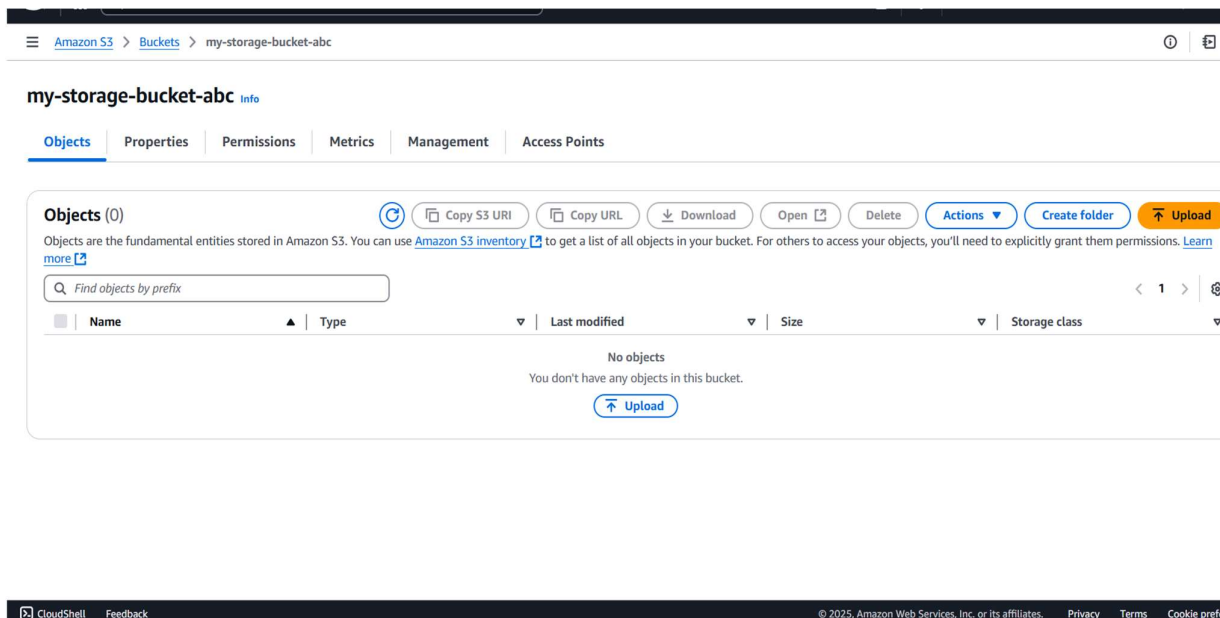 Amazon S3 > Buckets > my-storage-bucket-abc
my-storage-bucket-abc Info
Objects Properties Permissions Metrics Management Access Points
Objects (0) Copy S3 URI Copy URL Download Open Delete Actions Create folder Upload
Objects are the fundamental entities stored in Amazon S3. You can use Amazon S3 inventory to get a list of all objects in your bucket. For others to access your objects, you'll need to explicitly grant them permissions. Learn
more
Find objects by prefix
< 1 >
Name Type Last modified Size Storage class
No objects
You don't have any objects in this bucket.
Upload
CloudShell Feedback © 2025, Amazon Web Services, Inc. or its affiliates. Privacy Terms Cookie prefe